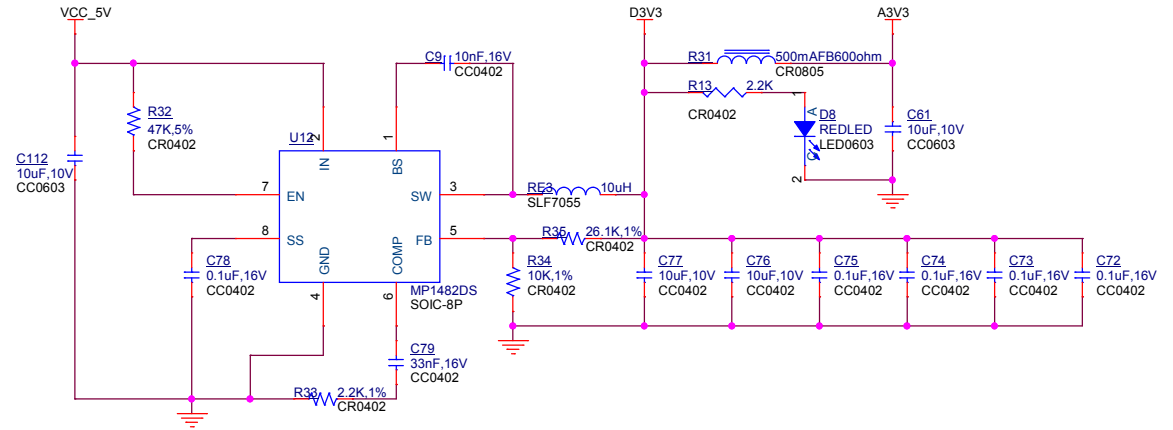 VCC_5V
D3V3
A3V3
C9
10nF,16V
CC0402
R31
500mAFB600ohm
CR0805
R13
2.2K
CR0402
1
A
D8
REDLED
LED0603
C
2
C61
10uF,10V
CC0603
R32
47K,5%
CR0402
C112
10uF,10V
CC0603
U12
2
1
IN
BS
7
EN
SW
3
RE3
10uH
SLF7055
8
SS
FB
5
R35
26.1K,1%
CR0402
GND
COMP
C78
0.1uF,16V
CC0402
4
6
MP1482DS
SOIC-8P
R34
10K,1%
CR0402
C77
10uF,10V
CC0402
C76
10uF,10V
CC0402
C75
0.1uF,16V
CC0402
C74
0.1uF,16V
CC0402
C73
0.1uF,16V
CC0402
C72
0.1uF,16V
CC0402
C79
33nF,16V
CC0402
R33
2.2K,1%
CR0402